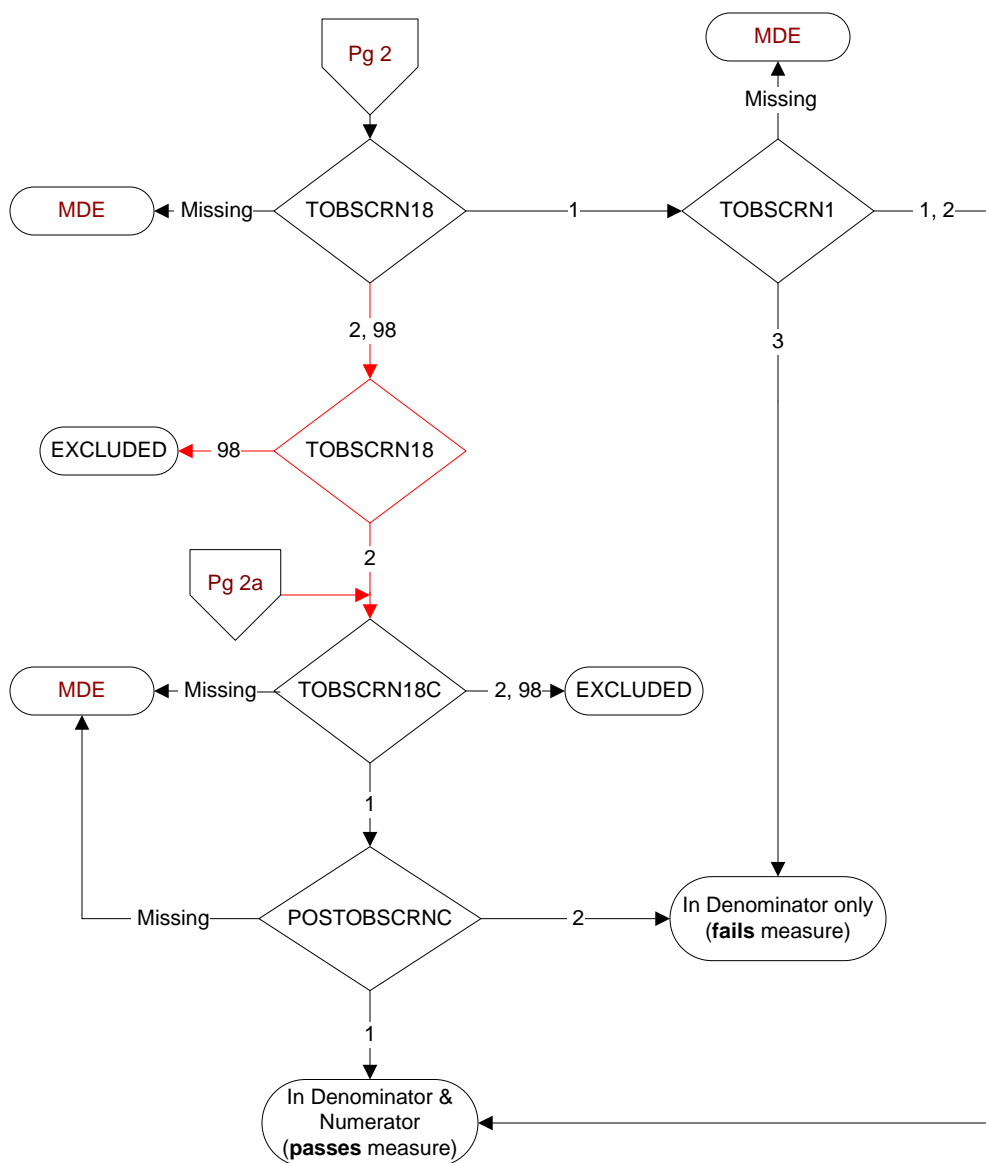 MDE
Pg 2
Missing
MDE
Missing
TOBSCRN18
1
TOBSCRN1
1, 2
2, 98
3
EXCLUDED
98
TOBSCRN18
2
Pg 2a
MDE
Missing
TOBSCRN18C
2, 98
EXCLUDED
1
Missing
POSTOBSCRNC
2
In Denominator only
(fails measure)
1
In Denominator &
Numerator
(passes measure)